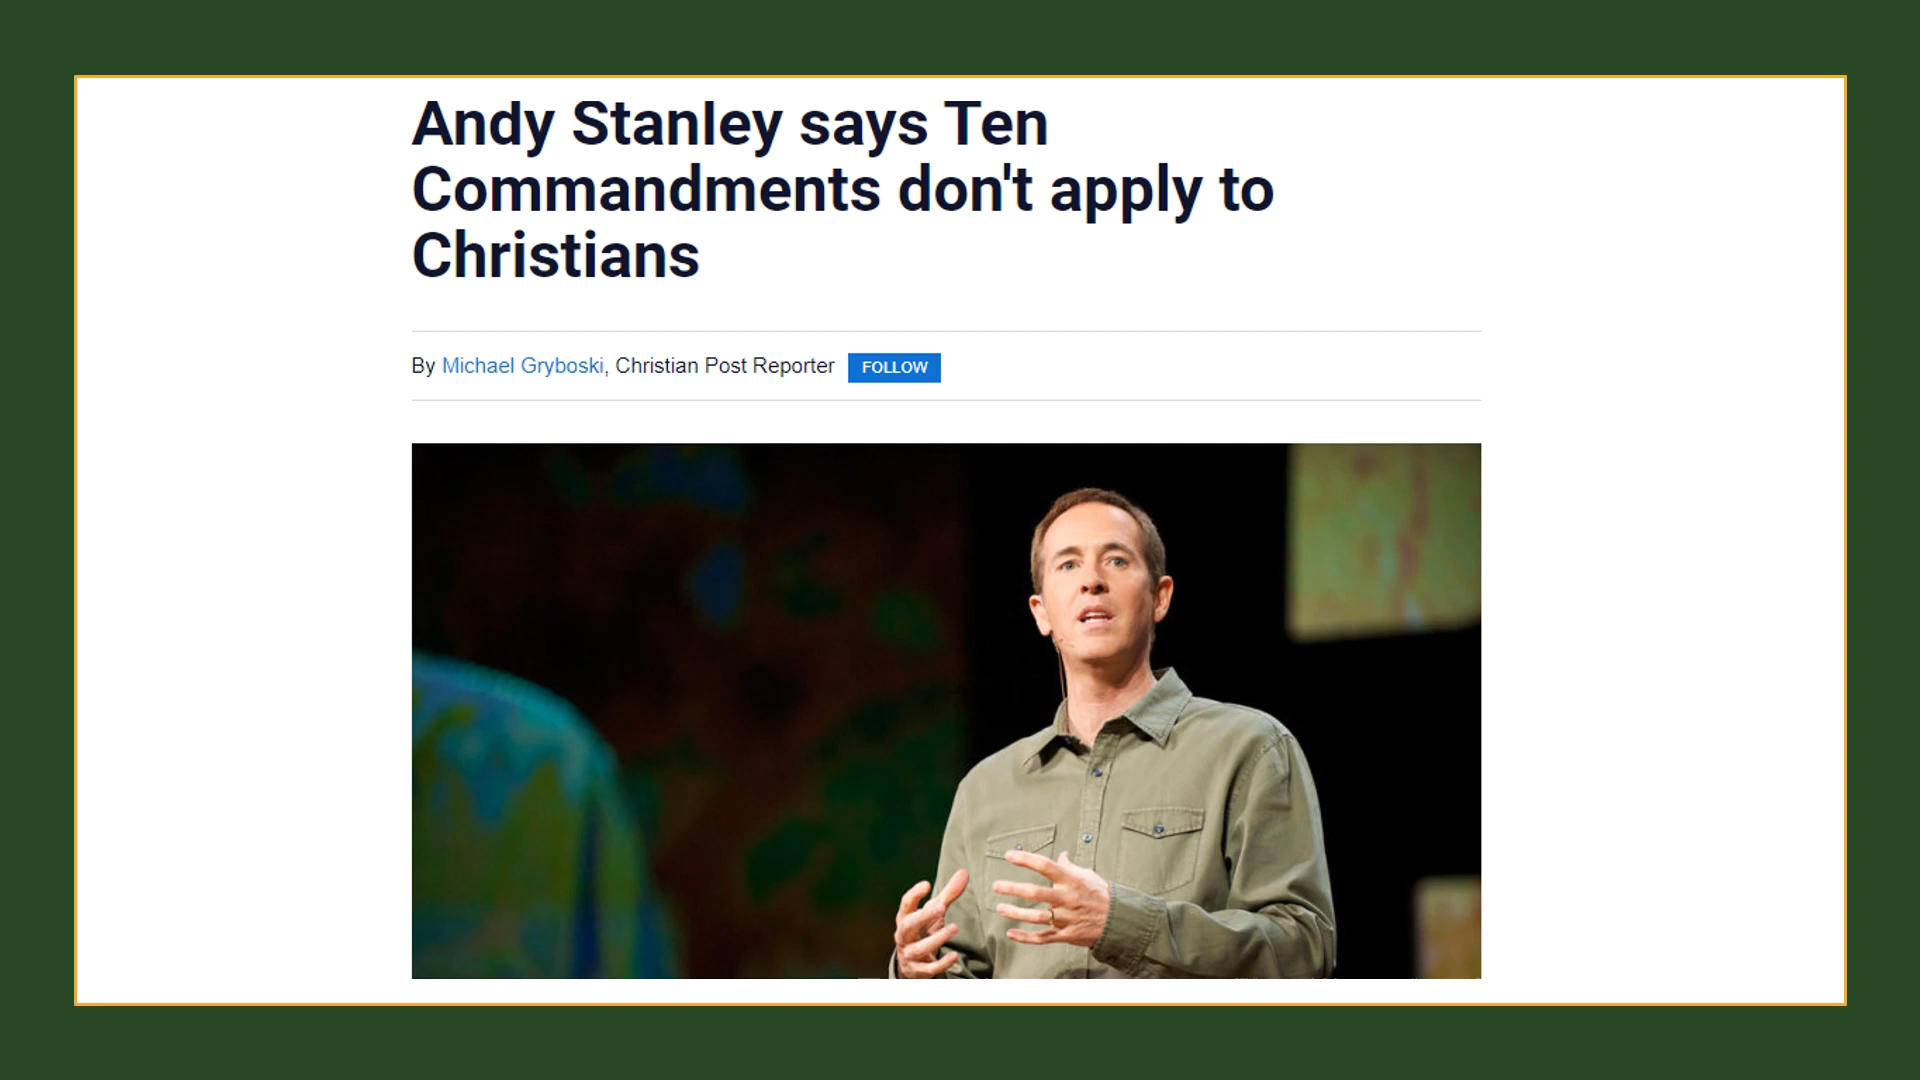 Andy Stanley says Ten
Commandments don't apply to
Christians
By Michael Gryboski, Christian Post Reporter FOLLOW